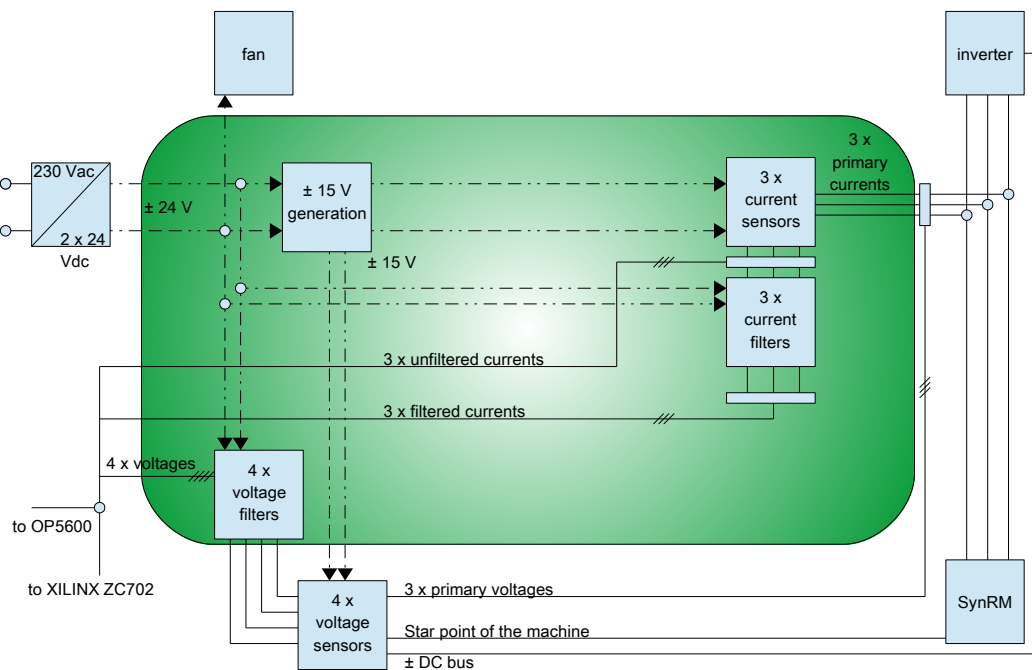 fan
inverter
3 x
primary
currents
230 Vac
2 x 24
Vdc
± 24 V
± 15 V
generation
± 15 V
3 x
current
sensors
3 x
current
filters
3 x unfiltered currents
3 x filtered currents
4 x voltages
4 x
voltage
filters
to OP5600
to XILINX ZC702
4 x
voltage
sensors
3 x primary voltages
Star point of the machine
± DC bus
SynRM